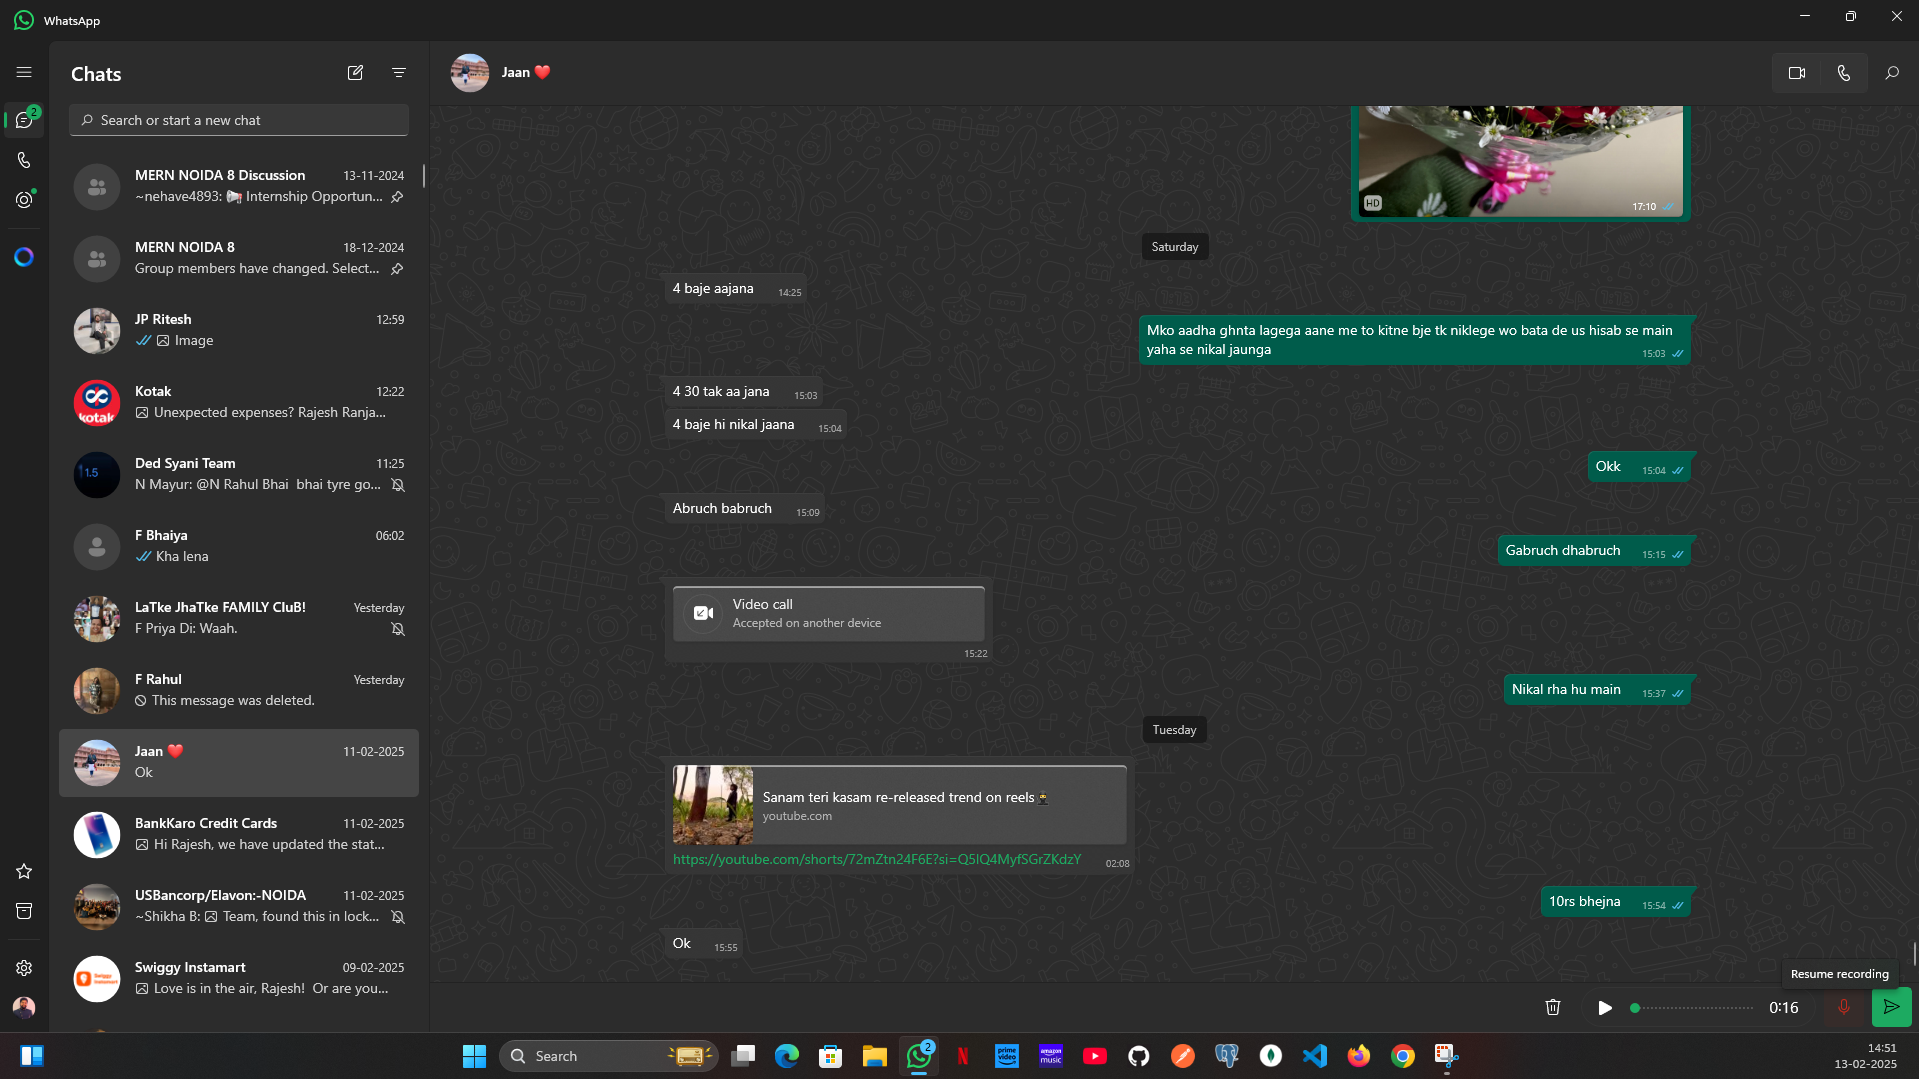 WhatsApp
Chats
Search or start a new chat
2
MERN NOIDA 8 Discussion 13-11-2024
~nehave4893: 📢 Internship Opportun...
MERN NOIDA 8 18-12-2024
Group members have changed. Select...
JP Ritesh 12:59
Image
Kotak 12:22
Unexpected expenses? Rajesh Ranja...
kotak
Ded Syani Team 11:25
N Mayur: @N Rahul Bhai bhai tyre go...
1.5
F Bhaiya 06:02
Kha lena
LaTke JhaTke FAMILY CluB! Yesterday
F Priya Di: Waah.
F Rahul Yesterday
This message was deleted.
Jaan ❤️ 11-02-2025
Ok
BankKaro Credit Cards 11-02-2025
Hi Rajesh, we have updated the stat...
USBancorp/Elavon:-NOIDA 11-02-2025
~Shikha B: Team, found this in lock...
Swiggy Instamart 09-02-2025
Love is in the air, Rajesh! Or are you...
Jaan ❤️
HD 17:10
Saturday
4 baje aajana 14:25
Mko aadha ghnta lagega aane me to kitne bje tk niklege wo bata de us hisab se main
yaha se nikal jaunga 15:03
4 30 tak aa jana 15:03
4 baje hi nikal jaana 15:04
Okk 15:04
Abruch babruch 15:09
Gabruch dhabruch 15:15
Video call
Accepted on another device
15:22
Nikal rha hu main 15:37
Tuesday
Sanam teri kasam re-released trend on reels🥷
youtube.com
https://youtube.com/shorts/72mZtn24F6E?si=Q5lQ4MyfSGrZKdzY 02:08
10rs bhejna 15:54
Ok 15:55
Resume recording
0:16
Search
2
N
prime video
amazon music
14:51
13-02-2025